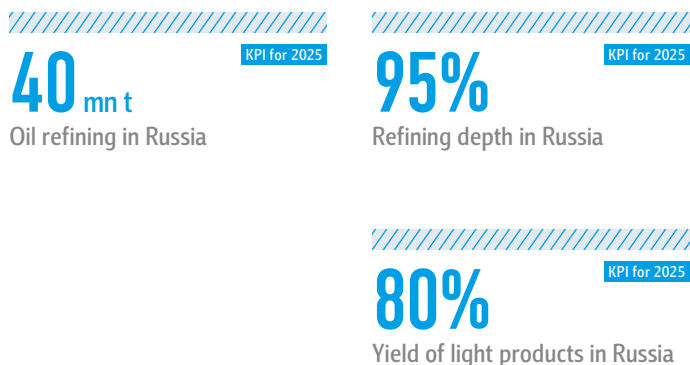 KPI for 2025
40 mn t
Oil refining in Russia
KPI for 2025
95%
Refining depth in Russia
KPI for 2025
80%
Yield of light products in Russia